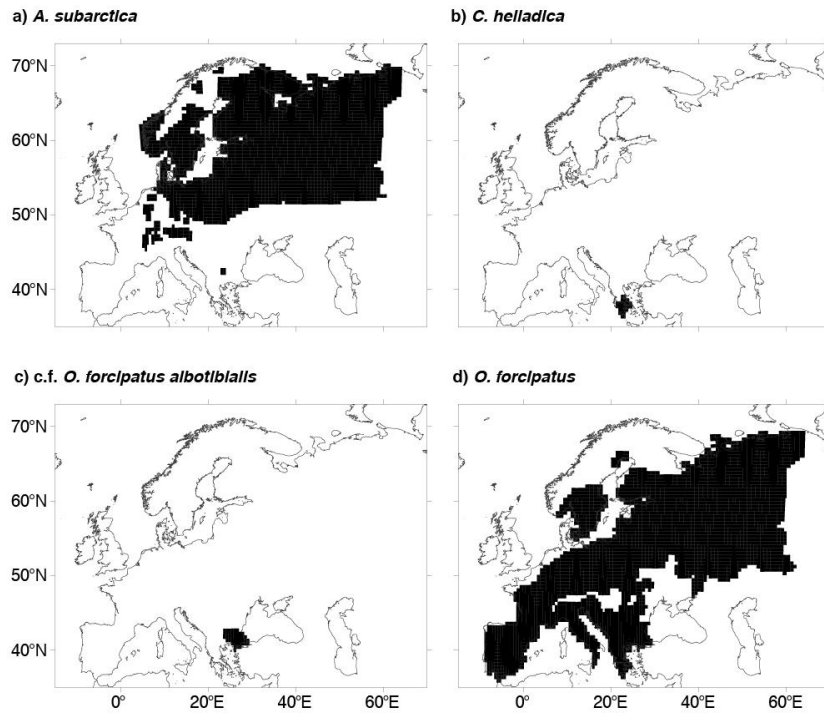 a) A. subarctica
b) C. helladica
70°N
60°N
50°N
40°N
c) c.f. O. forcipatus albotibialis
d) O. forcipatus
70°N
60°N
50°N
40°N
0°
20°E
40°E
60°E
0°
20°E
40°E
60°E